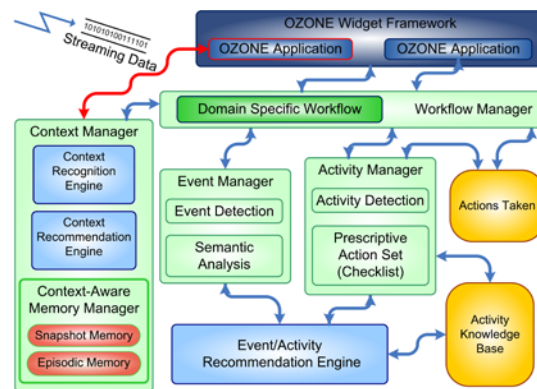 OZONE Widget Framework
101010100111101
Streaming Data
OZONE Application
OZONE Application
Domain Specific Workflow
Workflow Manager
Context Manager
Context
Recognition
Engine
Context
Recommendation
Engine
Context-Aware
Memory Manager
Snapshot Memory
Episodic Memory
Event Manager
Event Detection
Semantic
Analysis
Activity Manager
Activity Detection
Prescriptive
Action Set
(Checklist)
Actions Taken
Event/Activity
Recommendation Engine
Activity
Knowledge
Base